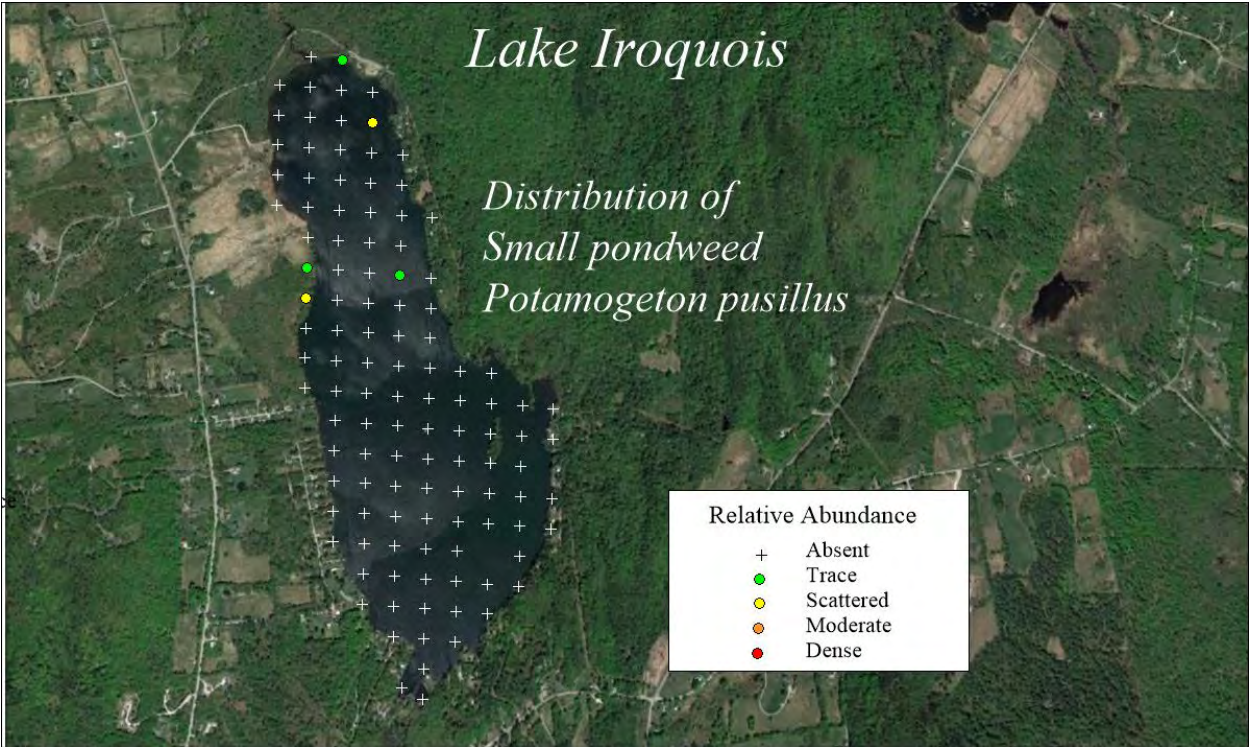 Lake Iroquois
Distribution of
Small pondweed
Potamogeton pusillus
Relative Abundance
Absent
Trace
Scattered
Moderate
Dense